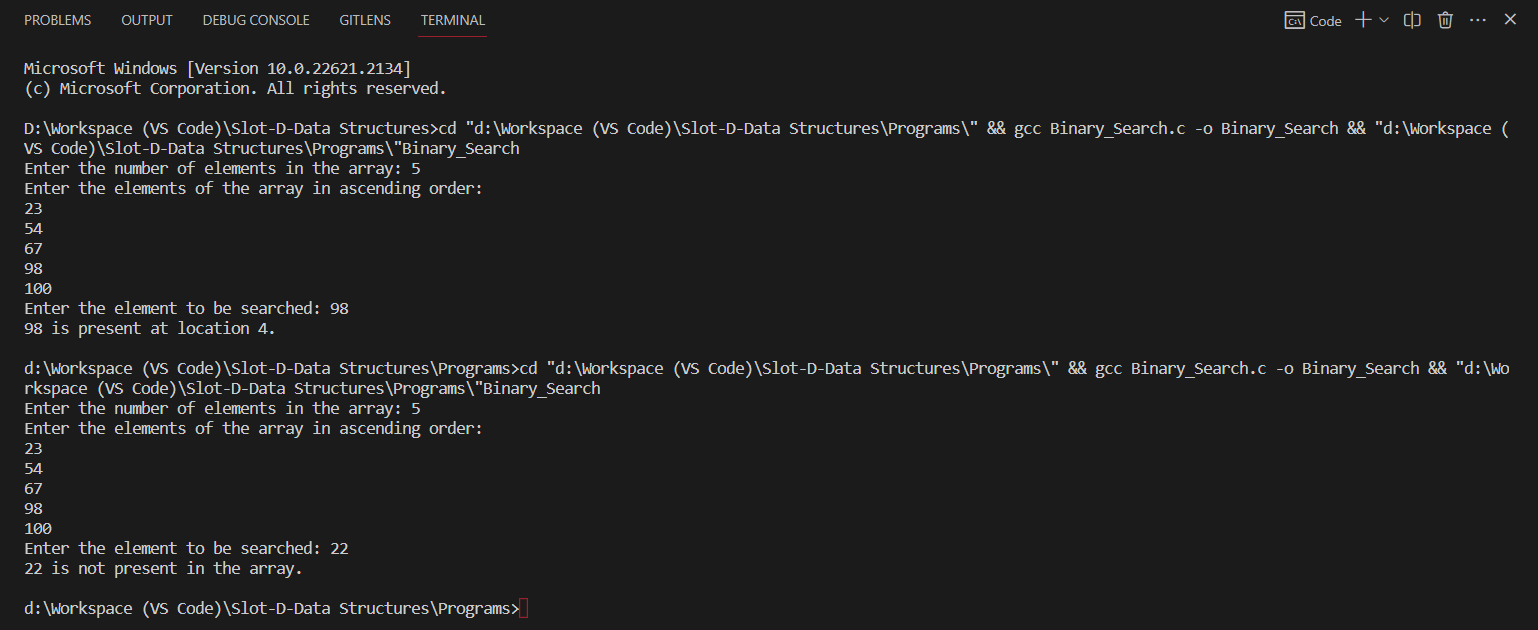 PROBLEMS OUTPUT DEBUG CONSOLE GITLENS TERMINAL Code
Microsoft Windows [Version 10.0.22621.2134]
(c) Microsoft Corporation. All rights reserved.
D:\Workspace (VS Code)\Slot-D-Data Structures>cd "d:\Workspace (VS Code)\Slot-D-Data Structures\Programs\" && gcc Binary_Search.c -o Binary_Search && "d:\Workspace (
VS Code)\Slot-D-Data Structures\Programs\"Binary_Search
Enter the number of elements in the array: 5
Enter the elements of the array in ascending order:
23
54
67
98
100
Enter the element to be searched: 98
98 is present at location 4.
d:\Workspace (VS Code)\Slot-D-Data Structures\Programs>cd "d:\Workspace (VS Code)\Slot-D-Data Structures\Programs\" && gcc Binary_Search.c -o Binary_Search && "d:\Wo
rkspace (VS Code)\Slot-D-Data Structures\Programs\"Binary_Search
Enter the number of elements in the array: 5
Enter the elements of the array in ascending order:
23
54
67
98
100
Enter the element to be searched: 22
22 is not present in the array.
d:\Workspace (VS Code)\Slot-D-Data Structures\Programs>